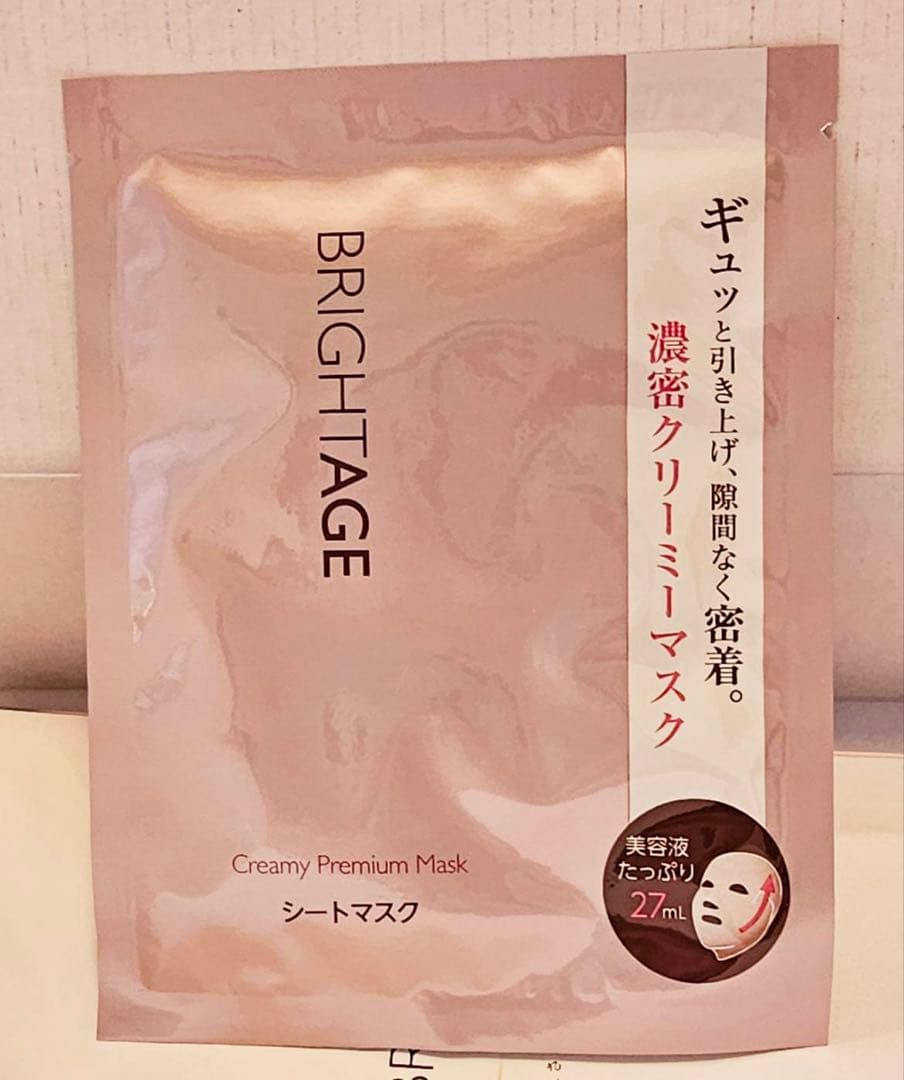 ギュッと引き上げ、隙間なく密着。
濃密クリーミーマスク
BRIGHTAGE
Creamy Premium Mask
シートマスク
美容液
たっぷり
27mL